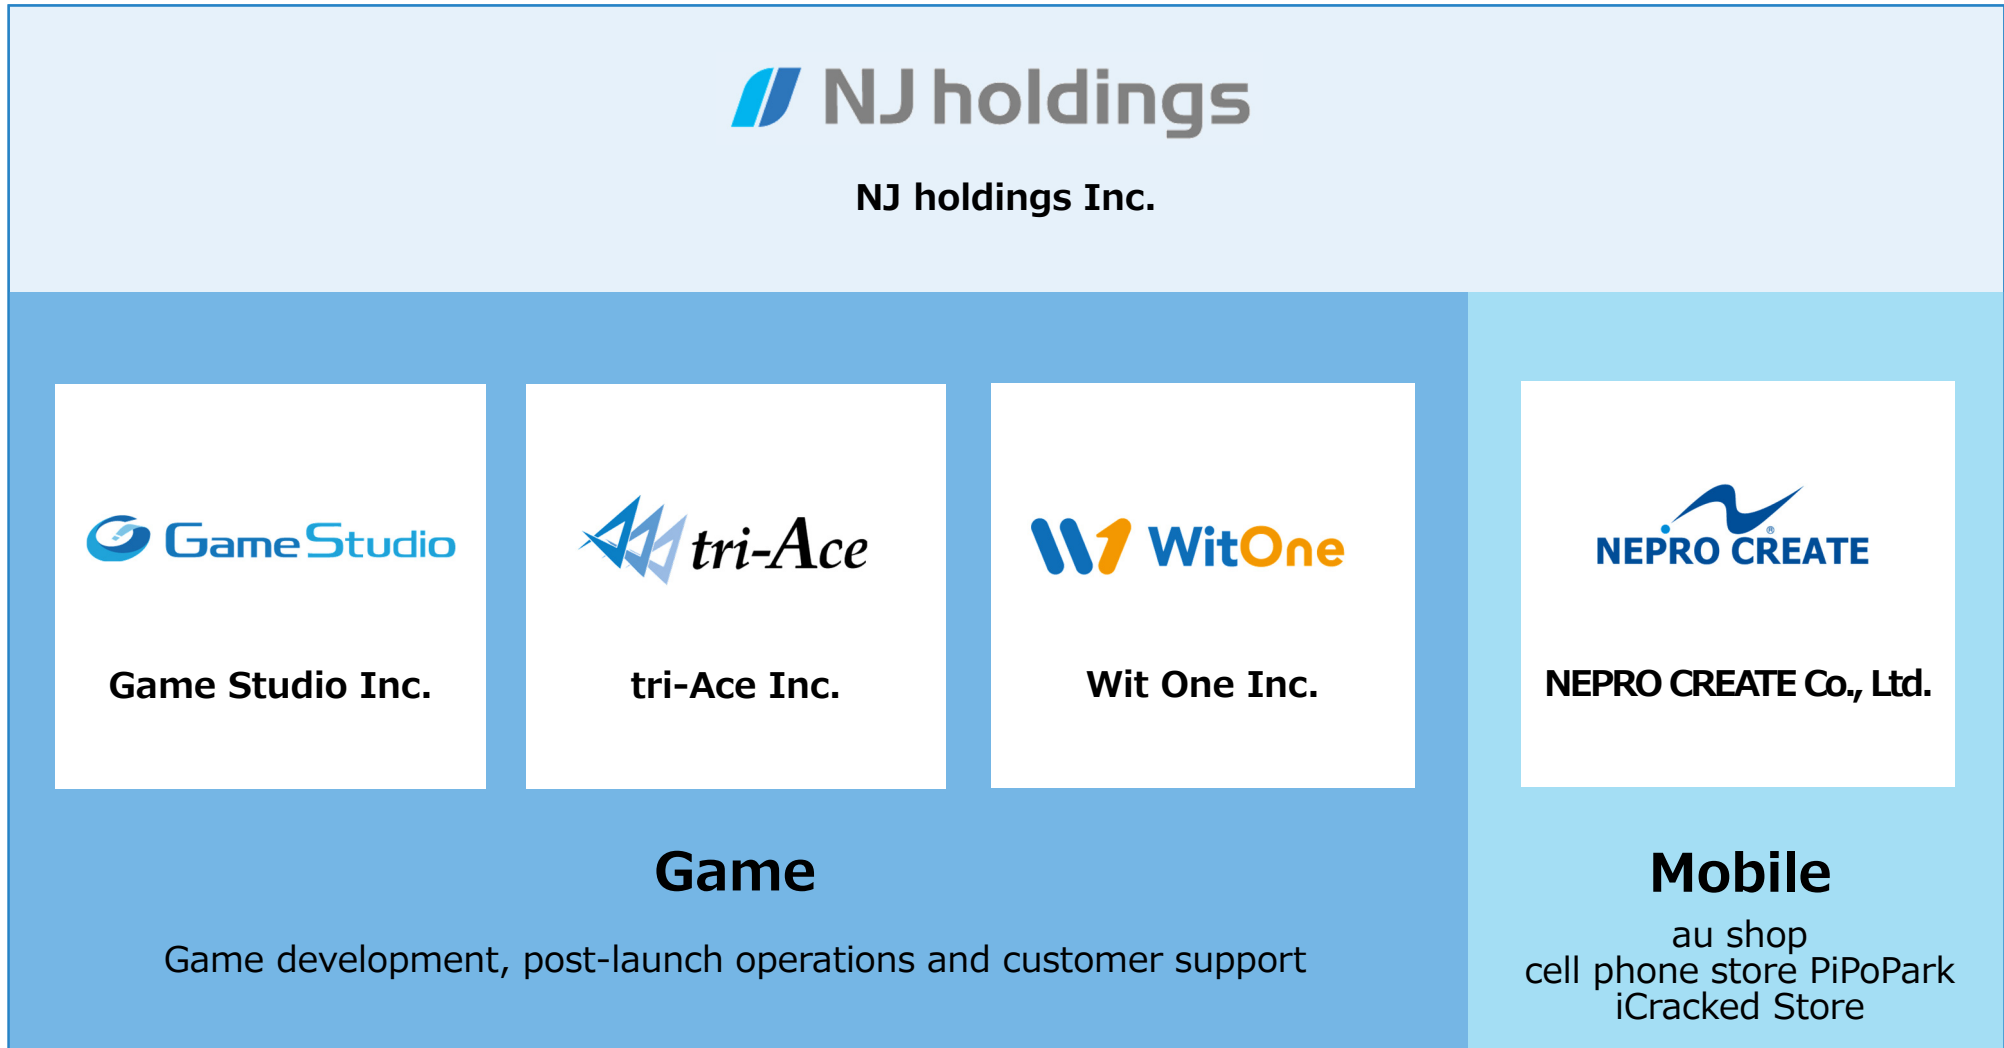 NJ holdings
NJ holdings Inc.
GameStudio
Game Studio Inc.
tri-Ace
tri-Ace Inc.
W1 WitOne
Wit One Inc.
NEPRO CREATE®
NEPRO CREATE Co., Ltd.
Game
Game development, post-launch operations and customer support
Mobile
au shop
cell phone store PiPoPark
iCracked Store